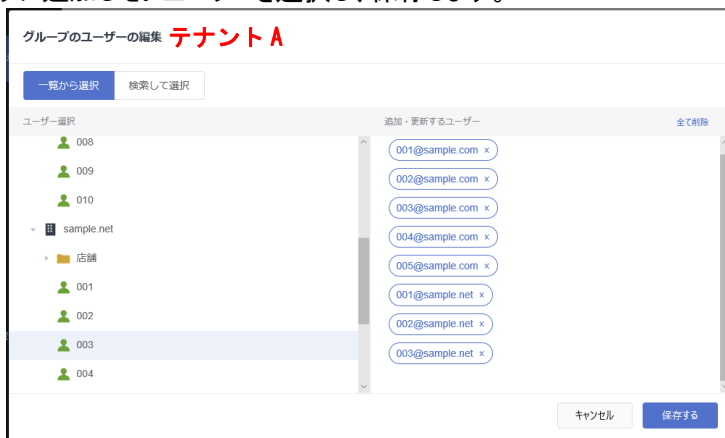 グループのユーザーの編集 テナントA
一覧から選択 検索して選択
ユーザー選択
008
009
010
sample.net
店舗
001
002
003
004
追加・更新するユーザー 全て削除
001@sample.com ×
002@sample.com ×
003@sample.com ×
004@sample.com ×
005@sample.com ×
001@sample.net ×
002@sample.net ×
003@sample.net ×
キャンセル 保存する